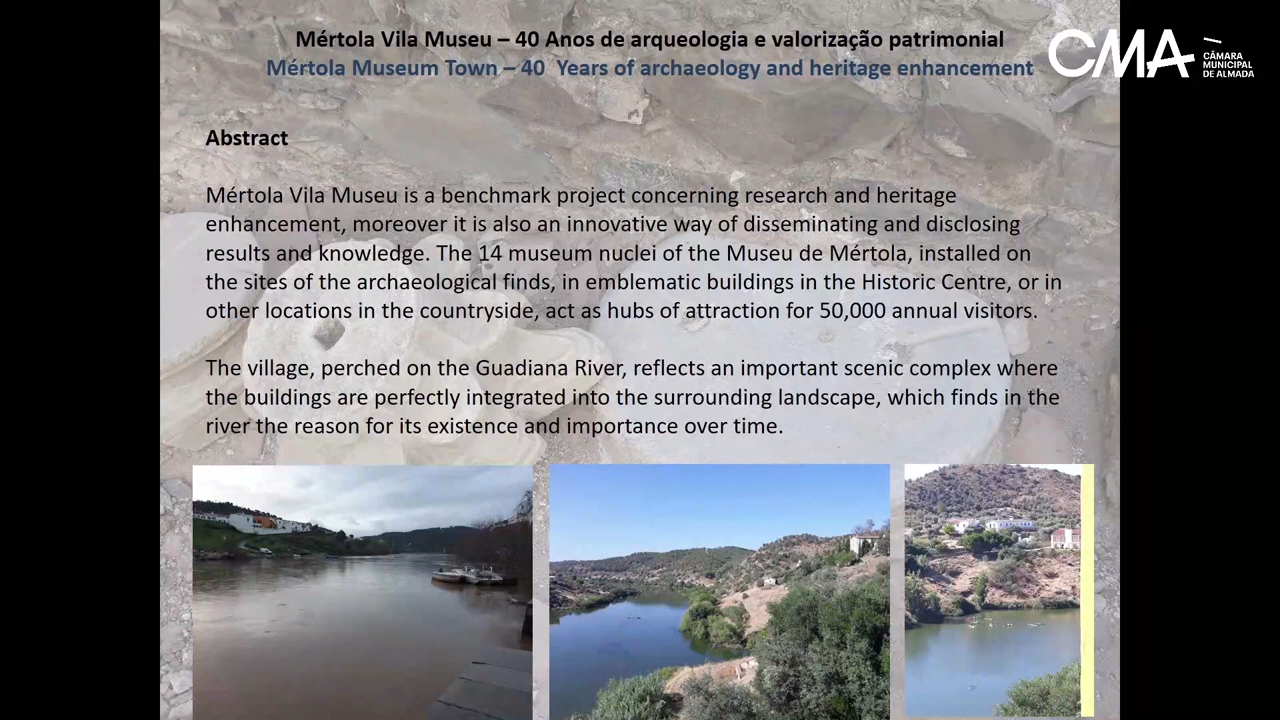 Mértola Vila Museu – 40 Anos de arqueologia e valorização patrimonial
Mértola Museum Town – 40 Years of archaeology and heritage enhancement
CMA
CÂMARA
MUNICIPAL
DE ALMADA
Abstract
Mértola Vila Museu is a benchmark project concerning research and heritage
enhancement, moreover it is also an innovative way of disseminating and disclosing
results and knowledge. The 14 museum nuclei of the Museu de Mértola, installed on
the sites of the archaeological finds, in emblematic buildings in the Historic Centre, or in
other locations in the countryside, act as hubs of attraction for 50,000 annual visitors.
The village, perched on the Guadiana River, reflects an important scenic complex where
the buildings are perfectly integrated into the surrounding landscape, which finds in the
river the reason for its existence and importance over time.